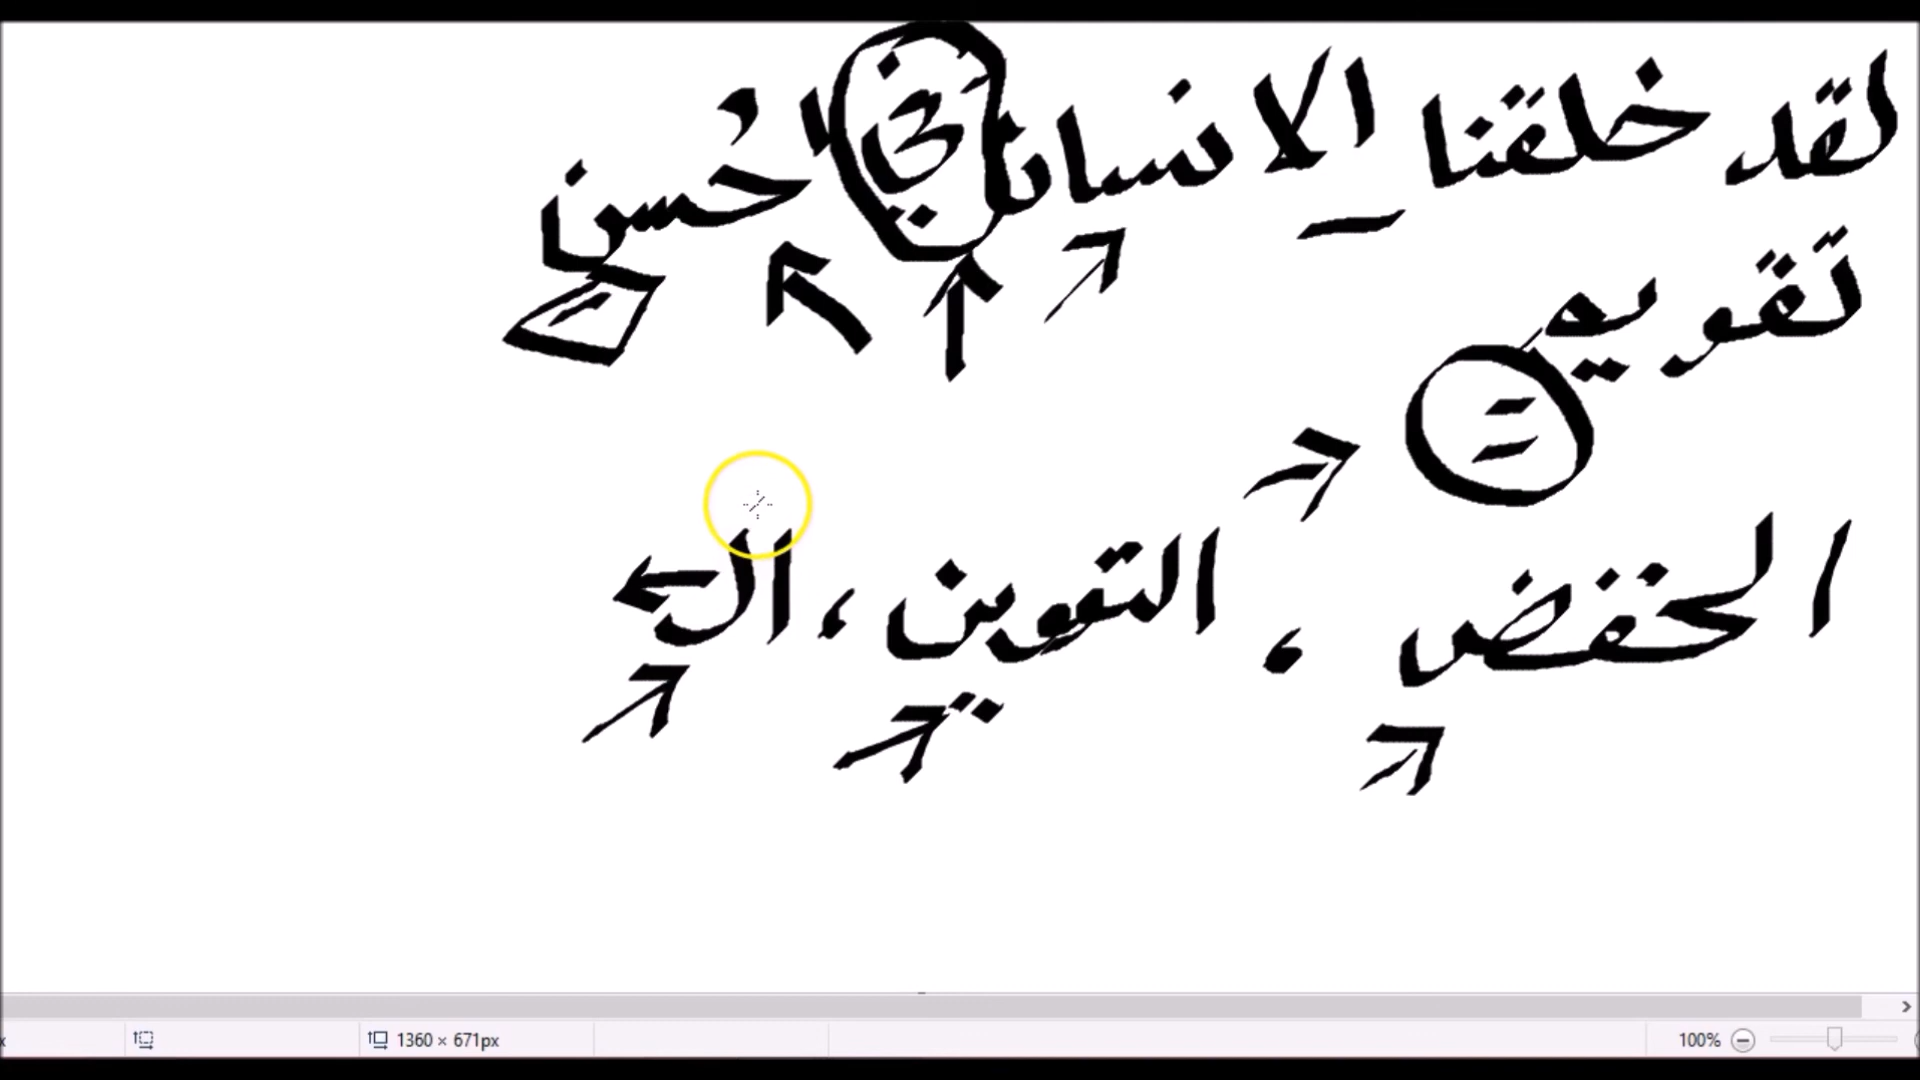 لقد خلقنا الانسان في احسن
تقويم
الخفض ، التنوين ، ال
1360 × 671px
100%